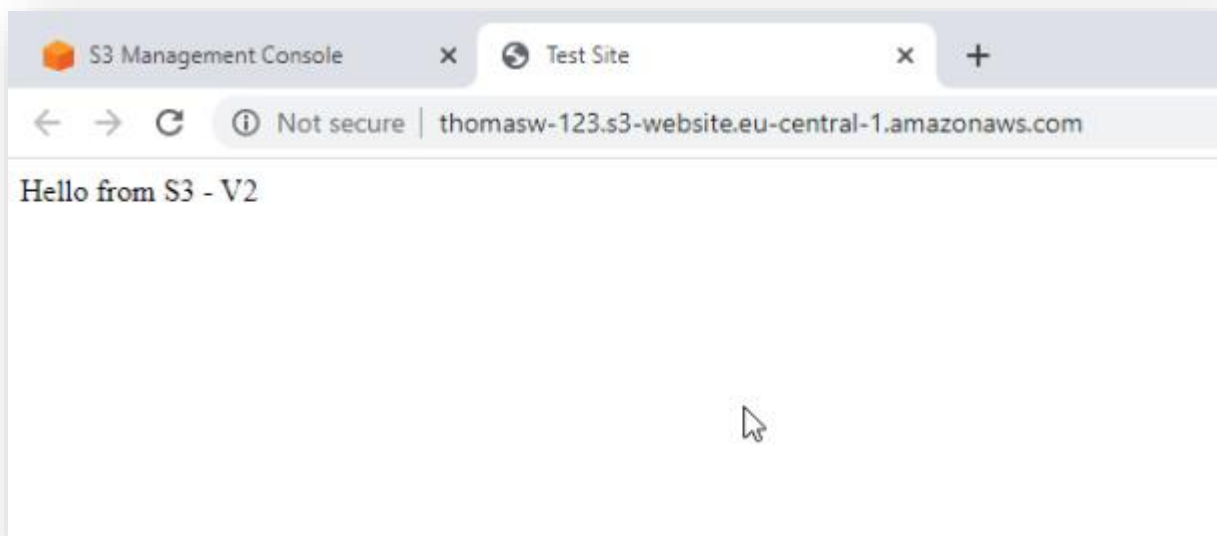 S3 Management Console
Test Site
Not secure | thomasw-123.s3-website.eu-central-1.amazonaws.com
Hello from S3 - V2